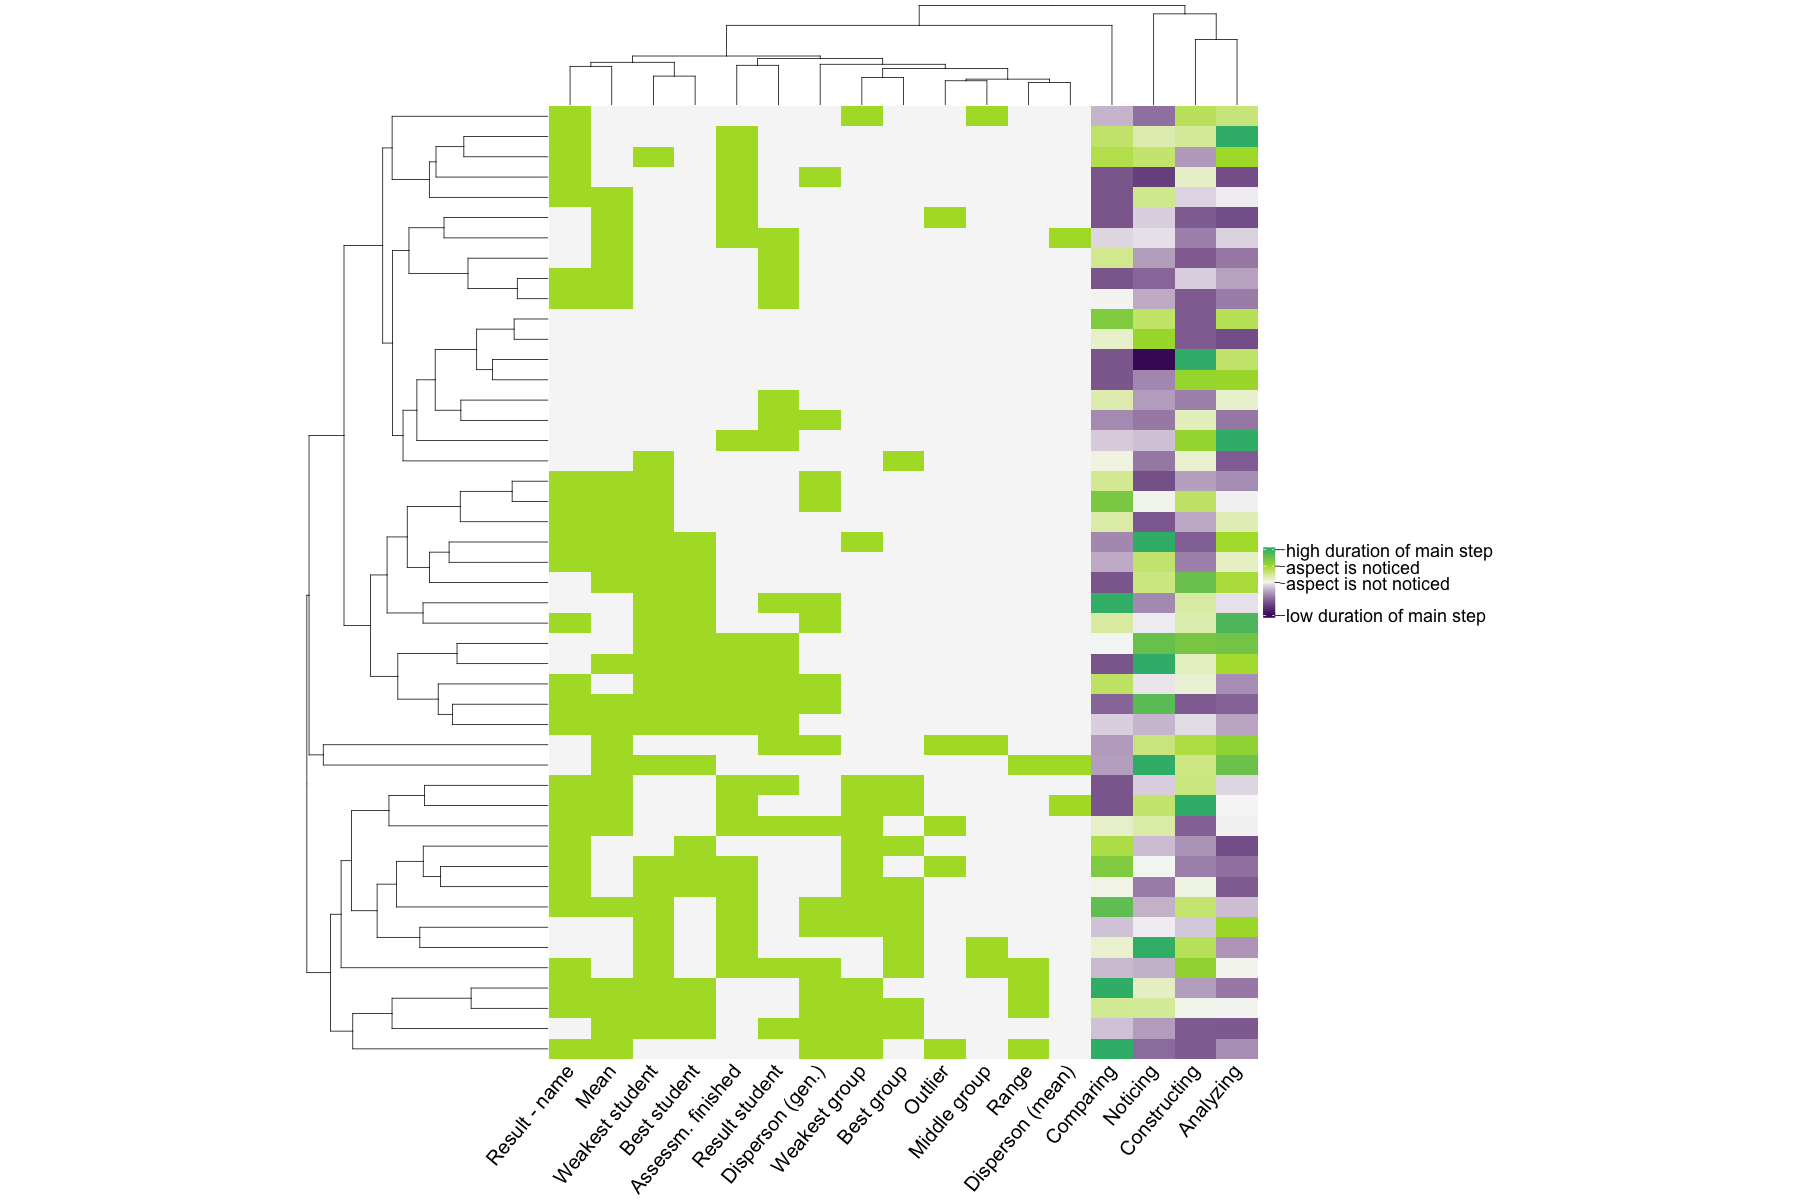 high duration of main step
aspect is noticed
aspect is not noticed
low duration of main step
Result - name
Mean
Weakest student
Best student
Assessm. finished
Result student
Disperson (gen.)
Weakest group
Best group
Outlier
Middle group
Range
Disperson (mean)
Comparing
Noticing
Constructing
Analyzing